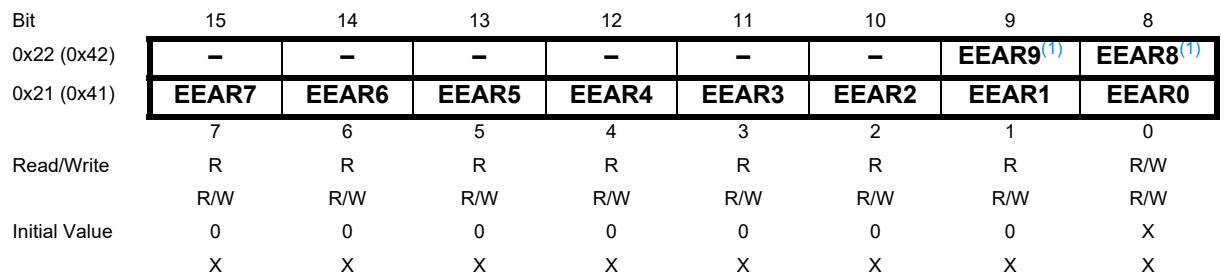 Bit 15 14 13 12 11 10 9 8
0x22 (0x42) – – – – – – EEAR9(1) EEAR8(1)
0x21 (0x41) EEAR7 EEAR6 EEAR5 EEAR4 EEAR3 EEAR2 EEAR1 EEAR0
7 6 5 4 3 2 1 0
Read/Write R R R R R R R R/W
R/W R/W R/W R/W R/W R/W R/W R/W
Initial Value 0 0 0 0 0 0 0 X
X X X X X X X X